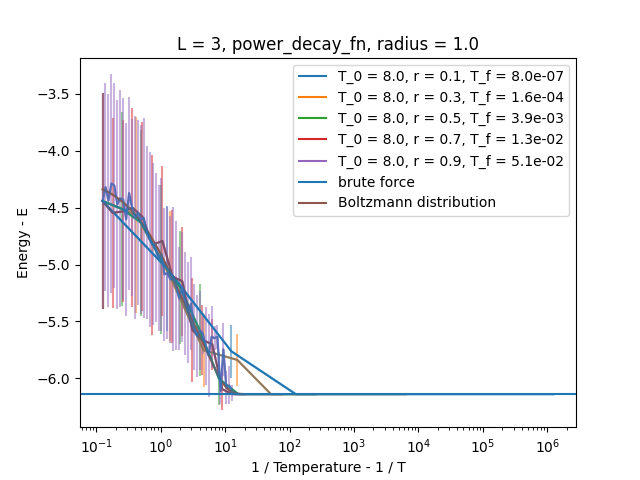 L = 3, power_decay_fn, radius = 1.0
T_0 = 8.0, r = 0.1, T_f = 8.0e-07
T_0 = 8.0, r = 0.3, T_f = 1.6e-04
T_0 = 8.0, r = 0.5, T_f = 3.9e-03
T_0 = 8.0, r = 0.7, T_f = 1.3e-02
T_0 = 8.0, r = 0.9, T_f = 5.1e-02
brute force
Boltzmann distribution
Energy - E
−3.5
−4.0
−4.5
−5.0
−5.5
−6.0
10⁻¹ 10⁰ 10¹ 10² 10³ 10⁴ 10⁵ 10⁶
1 / Temperature - 1 / T